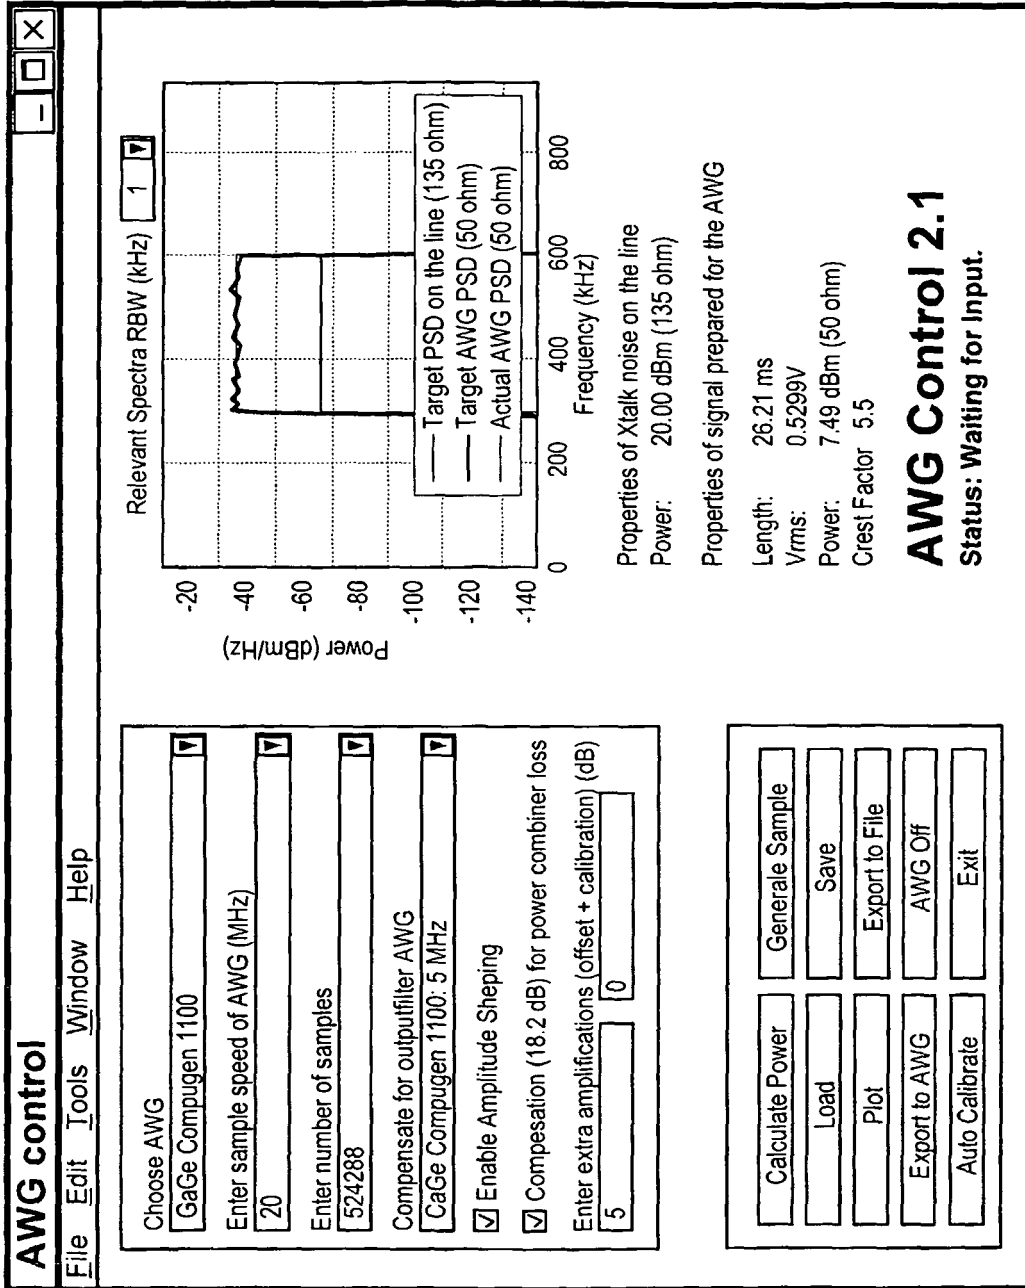 AWG control
File Edit Tools Window Help
Choose AWG
GaGe Compugen 1100
Enter sample speed of AWG (MHz)
20
Enter number of samples
524288
Compensate for outputfilter AWG
CaGe Compugen 1100: 5 MHz
Enable Amplitude Sheping
Compesation (18.2 dB) for power combiner loss
Enter extra amplifications (offset + calibration) (dB)
5 0
Calculate Power Generale Sample
Load Save
Plot Export to File
Export to AWG AWG Off
Auto Calibrate Exit
Relevant Spectra RBW (kHz) 1
Power (dBm/Hz)
-20
-40
-60
-80
-100
-120
-140
Target PSD on the line (135 ohm)
Target AWG PSD (50 ohm)
Actual AWG PSD (50 ohm)
0 200 400 600 800
Frequency (kHz)
Properties of Xtalk noise on the line
Power: 20.00 dBm (135 ohm)
Properties of signal prepared for the AWG
Length: 26.21 ms
Vrms: 0.5299V
Power: 7.49 dBm (50 ohm)
Crest Factor 5.5
AWG Control 2.1
Status: Waiting for Input.